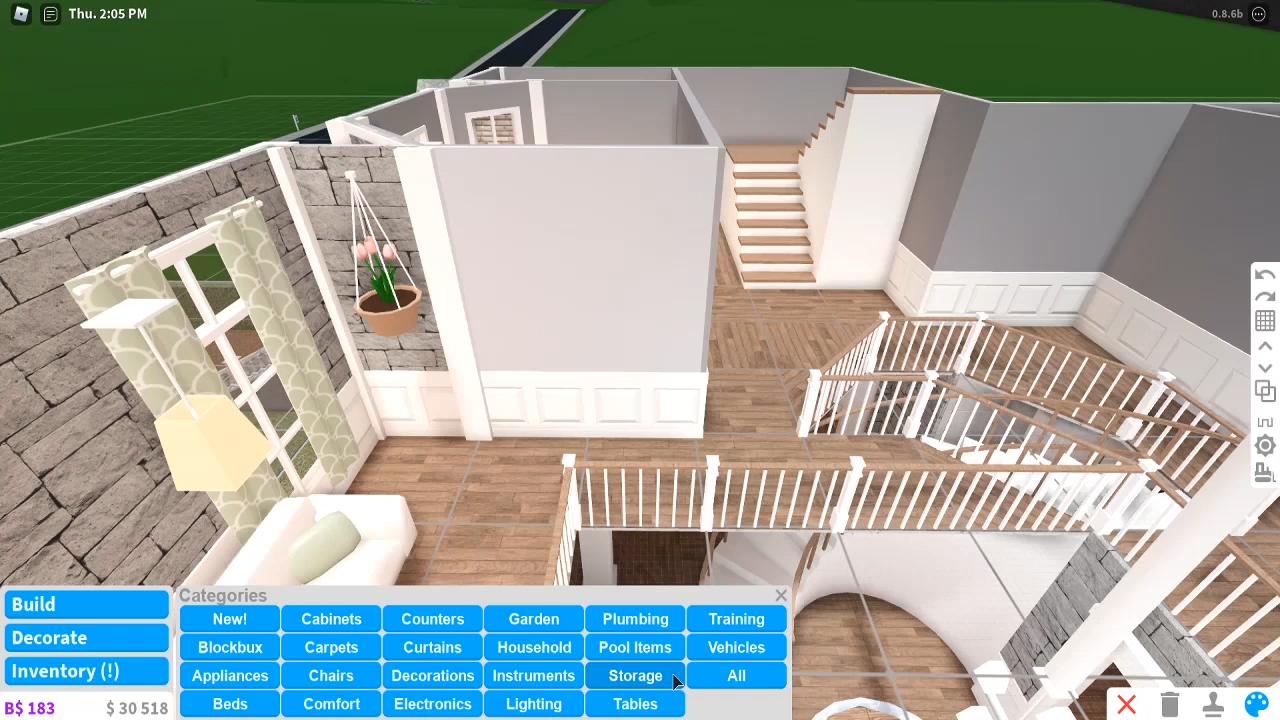 Thu. 2:05 PM
0.8.6b
Build
Decorate
Inventory (!)
B$ 183
$ 30 518
Categories
New!
Cabinets
Counters
Garden
Plumbing
Training
Blockbux
Carpets
Curtains
Household
Pool Items
Vehicles
Appliances
Chairs
Decorations
Instruments
Storage
All
Beds
Comfort
Electronics
Lighting
Tables